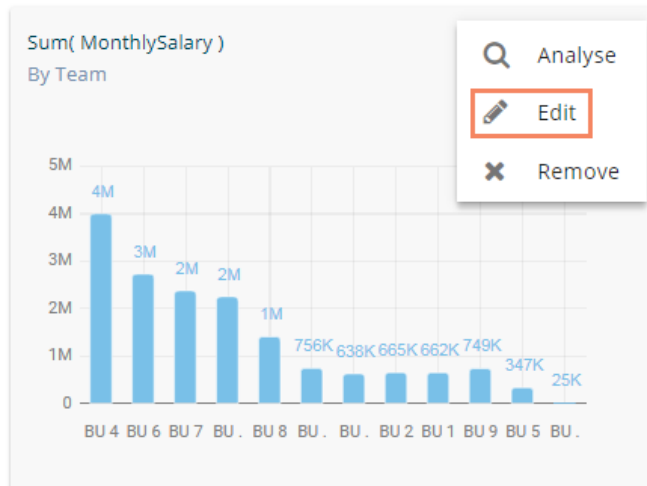 Sum( MonthlySalary )
By Team
Analyse
Edit
Remove
5M
4M
3M
2M
1M
0
4M
3M
2M
2M
1M
756K
638K
665K
662K
749K
347K
25K
BU 4 BU 6 BU 7 BU . BU 8 BU . BU . BU 2 BU 1 BU 9 BU 5 BU .